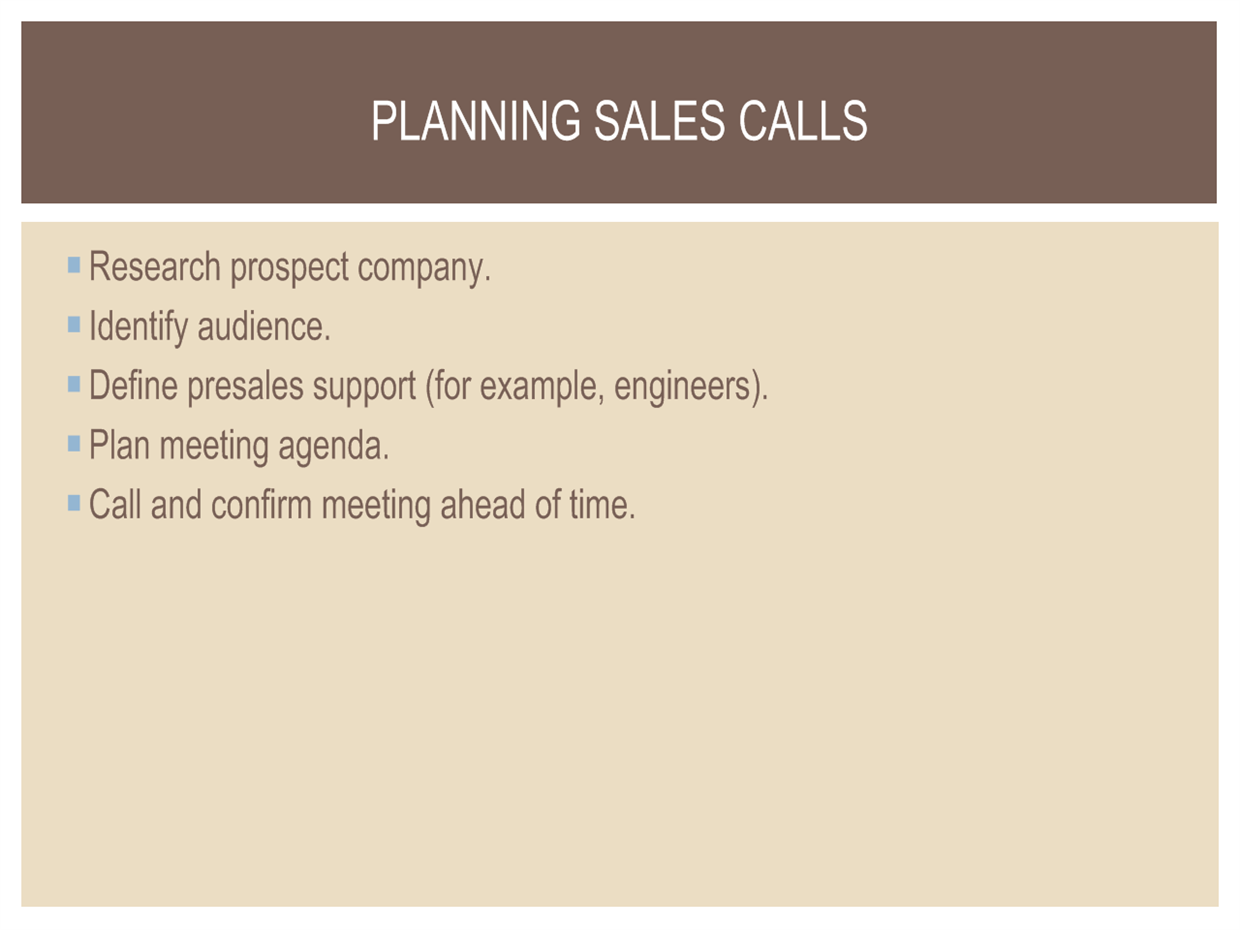 PLANNING SALES CALLS
Research prospect company.
Identify audience.
Define presales support (for example, engineers).
Plan meeting agenda.
Call and confirm meeting ahead of time.